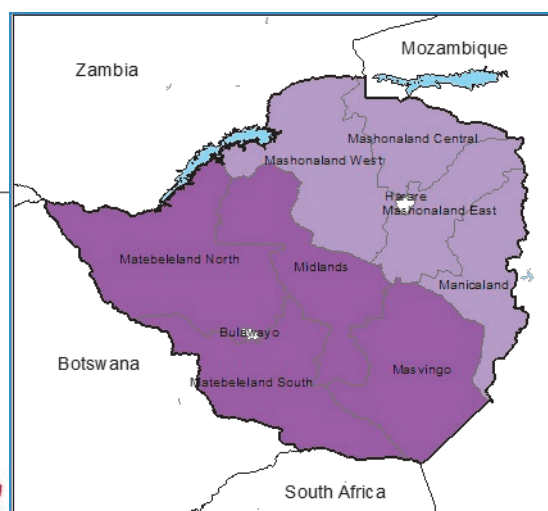 Mozambique
Zambia
Mashonaland Central
Mashonaland West
Harare
Mashonaland East
Matebeleland North
Midlands
Manicaland
Bulawayo
Botswana
Masvingo
Matebeleland South
South Africa